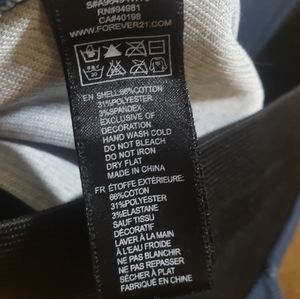 RN#94981
CA#40198
WWW.FOREVER21.COM
EN SHELL:66%COTTON
31%POLYESTER
3%SPANDEX
EXCLUSIVE OF
DECORATION
HAND WASH COLD
DO NOT BLEACH
DO NOT IRON
DRY FLAT
MADE IN CHINA
FR ÉTOFFE EXTÉRIEURE:
66%COTON
31%POLYESTER
3%ELASTANE
SAUF TISSU
DÉCORATIF
LAVER À LA MAIN
À L'EAU FROIDE
NE PAS BLANCHIR
NE PAS REPASSER
SÉCHER À PLAT
FABRIQUÉ EN CHINE